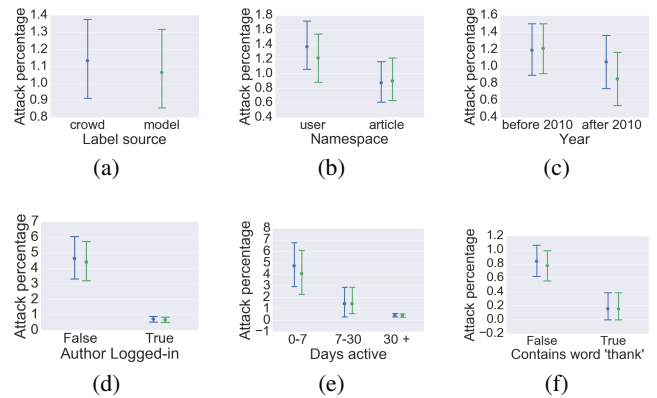 Attack percentage
1.4
1.3
1.2
1.1
1.0
0.9
0.8
crowd model
Label source
(a)
Attack percentage
1.8
1.6
1.4
1.2
1.0
0.8
0.6
0.4
user article
Namespace
(b)
Attack percentage
1.6
1.4
1.2
1.0
0.8
0.6
0.4
before 2010 after 2010
Year
(c)
Attack percentage
7
6
5
4
3
2
1
0
False True
Author Logged-in
(d)
Attack percentage
8
7
6
5
4
3
2
1
0
−1
0-7 7-30 30 +
Days active
(e)
Attack percentage
1.2
1.0
0.8
0.6
0.4
0.2
0.0
−0.2
False True
Contains word 'thank'
(f)